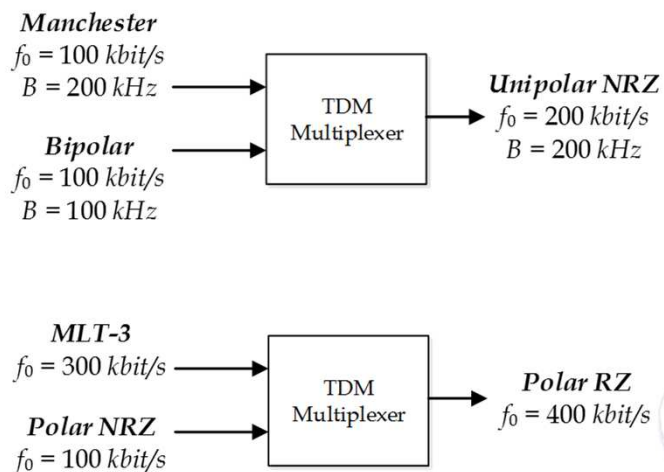 Manchester
f₀ = 100 kbit/s
B = 200 kHz
Bipolar
f₀ = 100 kbit/s
B = 100 kHz
TDM
Multiplexer
Unipolar NRZ
f₀ = 200 kbit/s
B = 200 kHz
MLT-3
f₀ = 300 kbit/s
Polar NRZ
f₀ = 100 kbit/s
TDM
Multiplexer
Polar RZ
f₀ = 400 kbit/s